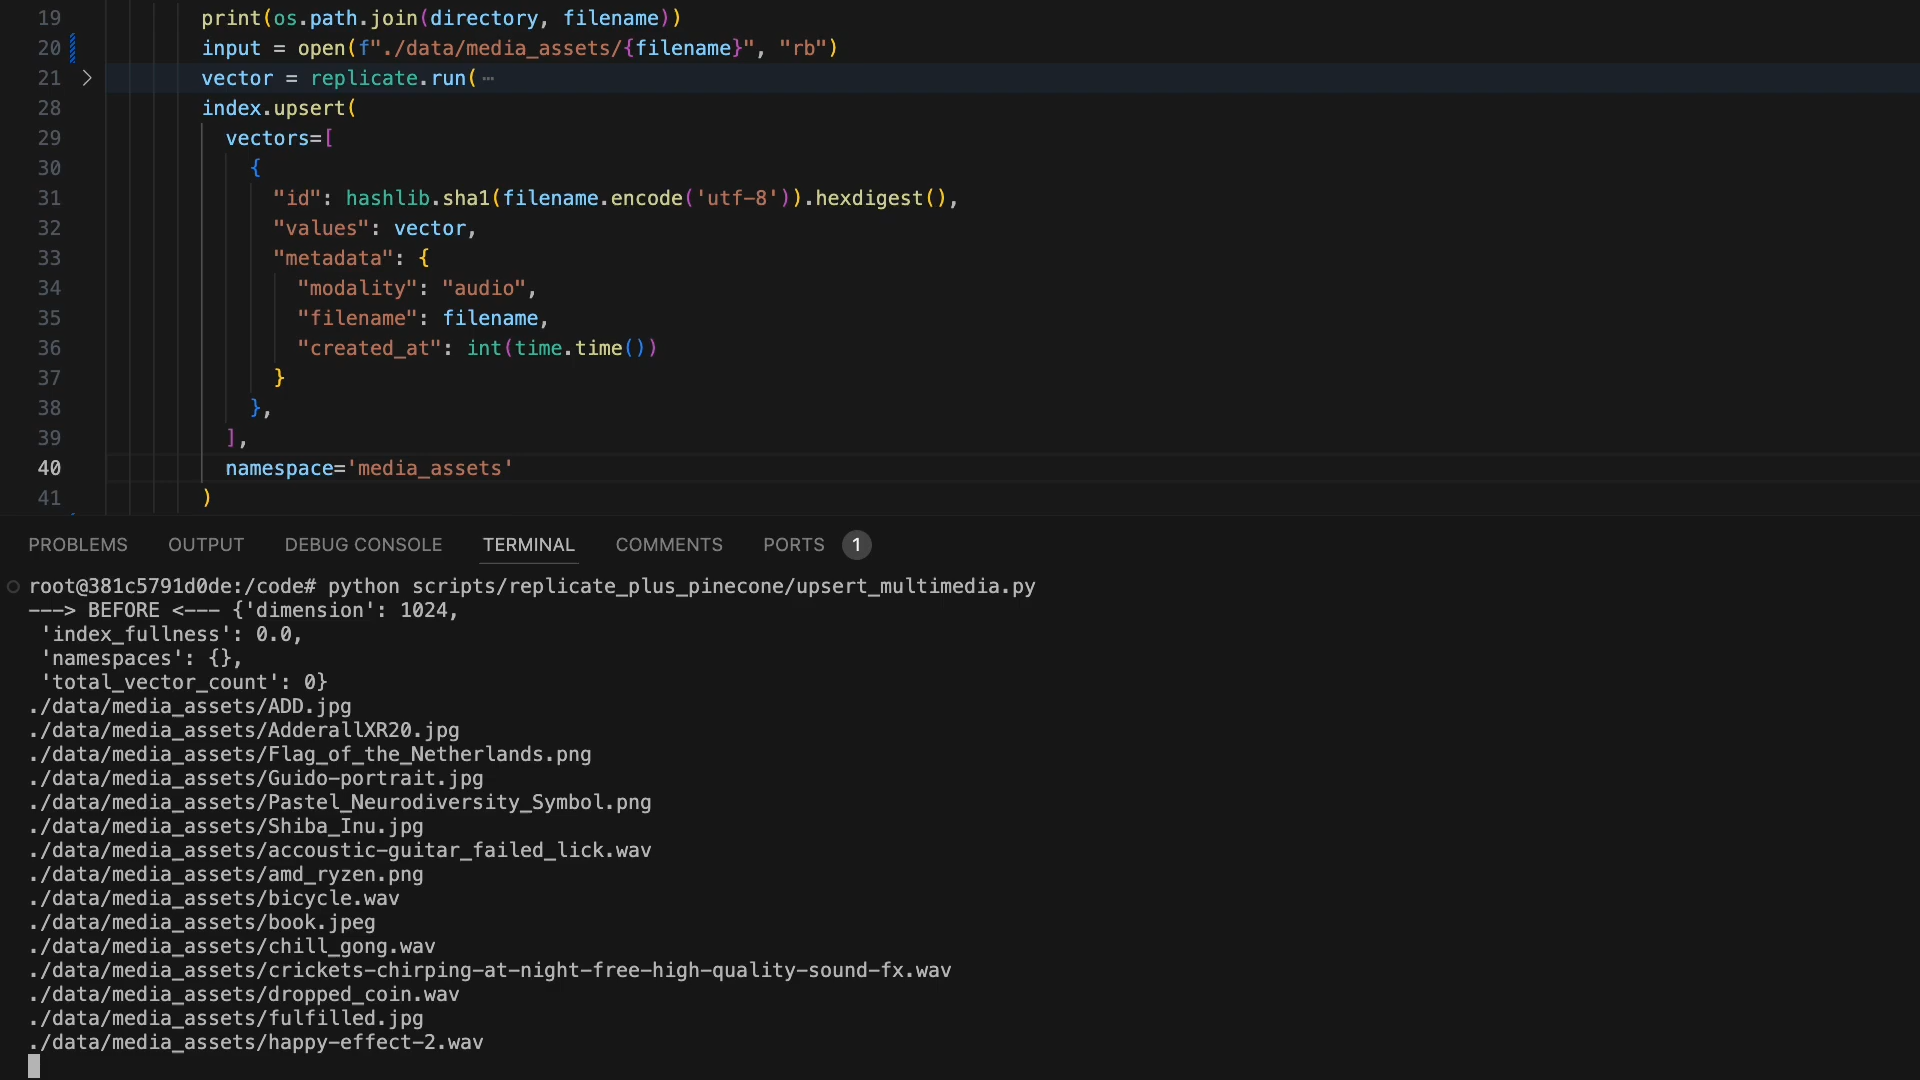 19 print(os.path.join(directory, filename))
20 input = open(f"./data/media_assets/{filename}", "rb")
21 vector = replicate.run( ⋯
28 index.upsert(
29 vectors=[
30 {
31 "id": hashlib.sha1(filename.encode('utf-8')).hexdigest(),
32 "values": vector,
33 "metadata": {
34 "modality": "audio",
35 "filename": filename,
36 "created_at": int(time.time())
37 }
38 },
39 ],
40 namespace='media_assets'
41 )
PROBLEMS OUTPUT DEBUG CONSOLE TERMINAL COMMENTS PORTS 1
root@381c5791d0de:/code# python scripts/replicate_plus_pinecone/upsert_multimedia.py
---> BEFORE <--- {'dimension': 1024,
'index_fullness': 0.0,
'namespaces': {},
'total_vector_count': 0}
./data/media_assets/ADD.jpg
./data/media_assets/AdderallXR20.jpg
./data/media_assets/Flag_of_the_Netherlands.png
./data/media_assets/Guido-portrait.jpg
./data/media_assets/Pastel_Neurodiversity_Symbol.png
./data/media_assets/Shiba_Inu.jpg
./data/media_assets/accoustic-guitar_failed_lick.wav
./data/media_assets/amd_ryzen.png
./data/media_assets/bicycle.wav
./data/media_assets/book.jpeg
./data/media_assets/chill_gong.wav
./data/media_assets/crickets-chirping-at-night-free-high-quality-sound-fx.wav
./data/media_assets/dropped_coin.wav
./data/media_assets/fulfilled.jpg
./data/media_assets/happy-effect-2.wav